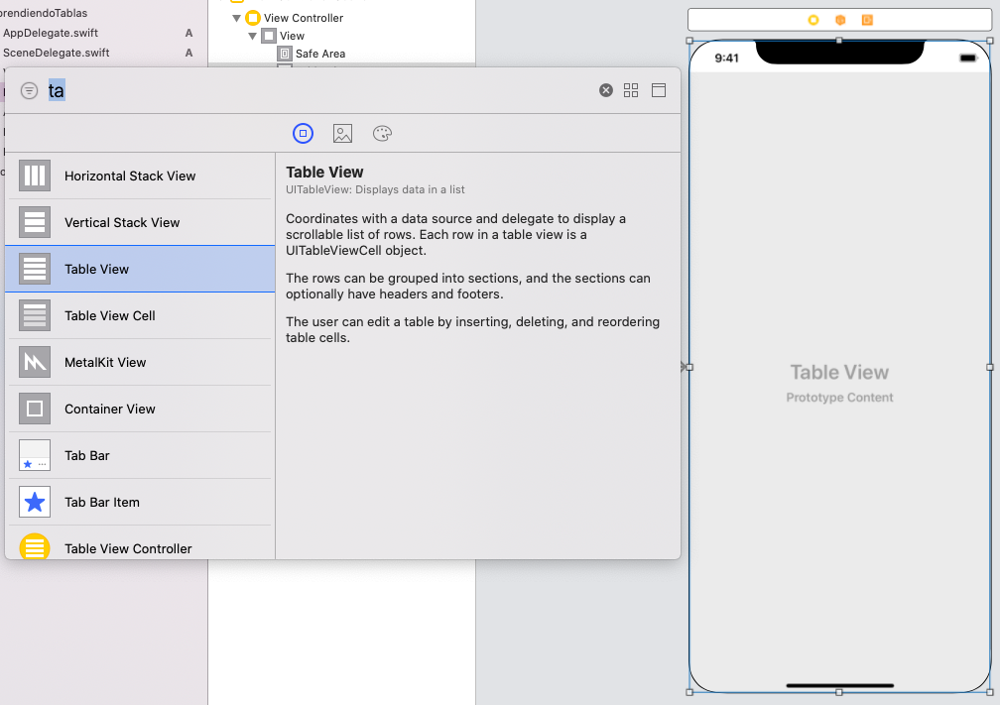 AppDelegate.swift A
SceneDelegate.swift A
View Controller
View
Safe Area
ta
Horizontal Stack View
Vertical Stack View
Table View
Table View Cell
MetalKit View
Container View
Tab Bar
Tab Bar Item
Table View Controller
Table View
UITableView: Displays data in a list
Coordinates with a data source and delegate to display a
scrollable list of rows. Each row in a table view is a
UITableViewCell object.
The rows can be grouped into sections, and the sections can
optionally have headers and footers.
The user can edit a table by inserting, deleting, and reordering
table cells.
9:41
Table View
Prototype Content